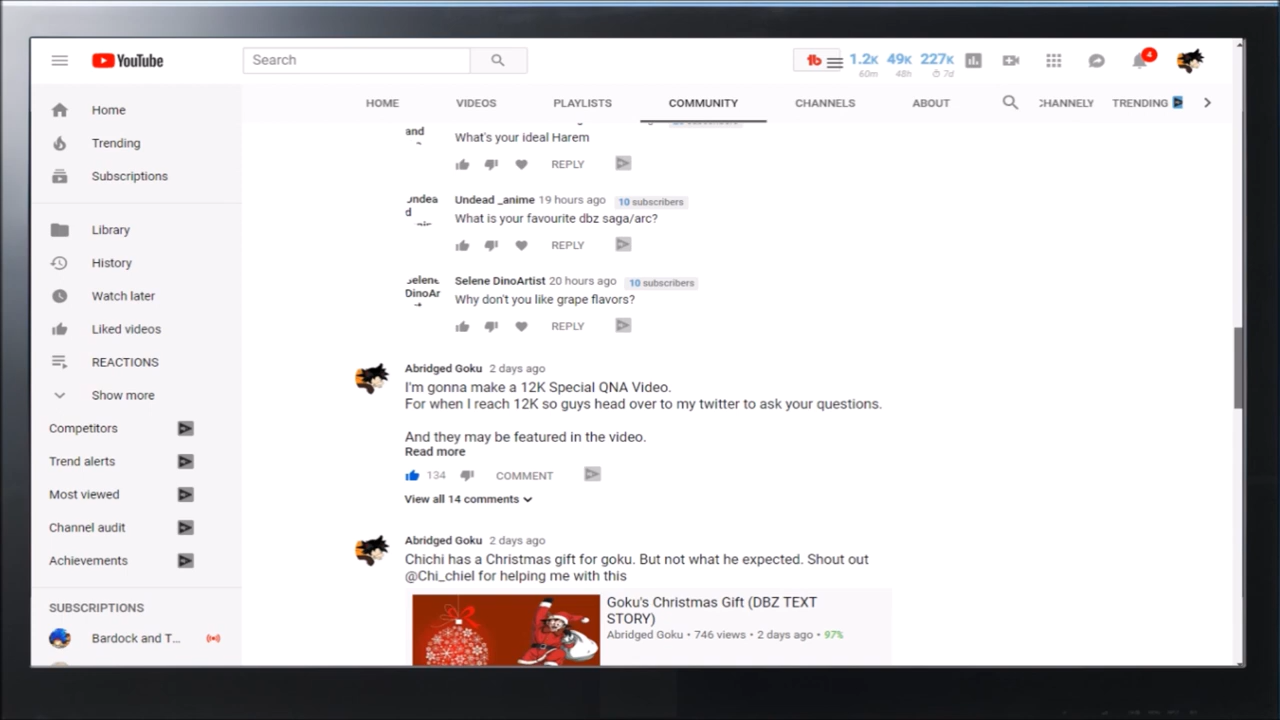 YouTube
Search
tb
1.2K 49K 227K
60m 48h 7d
4
HOME VIDEOS PLAYLISTS COMMUNITY CHANNELS ABOUT CHANNELY TRENDING
Home
Trending
Subscriptions
Library
History
Watch later
Liked videos
REACTIONS
Show more
Competitors
Trend alerts
Most viewed
Channel audit
Achievements
SUBSCRIPTIONS
Bardock and T...
and
What's your ideal Harem
REPLY
Undead _anime 19 hours ago 10 subscribers
What is your favourite dbz saga/arc?
REPLY
Selene DinoArtist 20 hours ago 10 subscribers
Why don't you like grape flavors?
REPLY
Abridged Goku 2 days ago
I'm gonna make a 12K Special QNA Video.
For when I reach 12K so guys head over to my twitter to ask your questions.
And they may be featured in the video.
Read more
134 COMMENT
View all 14 comments
Abridged Goku 2 days ago
Chichi has a Christmas gift for goku. But not what he expected. Shout out
@Chi_chiel for helping me with this
Goku's Christmas Gift (DBZ TEXT
STORY)
Abridged Goku • 746 views • 2 days ago • 97%